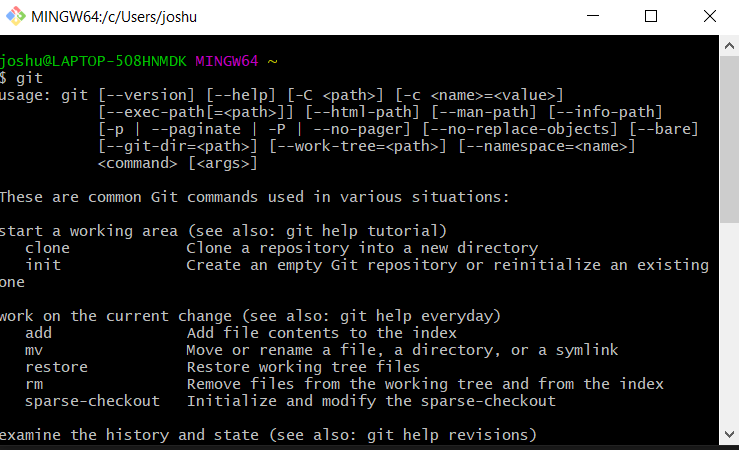 MINGW64:/c/Users/joshu
joshu@LAPTOP-508HNMDK MINGW64 ~
$ git
usage: git [--version] [--help] [-C <path>] [-c <name>=<value>]
           [--exec-path[=<path>]] [--html-path] [--man-path] [--info-path]
           [-p | --paginate | -P | --no-pager] [--no-replace-objects] [--bare]
           [--git-dir=<path>] [--work-tree=<path>] [--namespace=<name>]
           <command> [<args>]
These are common Git commands used in various situations:
start a working area (see also: git help tutorial)
   clone             Clone a repository into a new directory
   init              Create an empty Git repository or reinitialize an existing
one
work on the current change (see also: git help everyday)
   add               Add file contents to the index
   mv                Move or rename a file, a directory, or a symlink
   restore           Restore working tree files
   rm                Remove files from the working tree and from the index
   sparse-checkout   Initialize and modify the sparse-checkout
examine the history and state (see also: git help revisions)